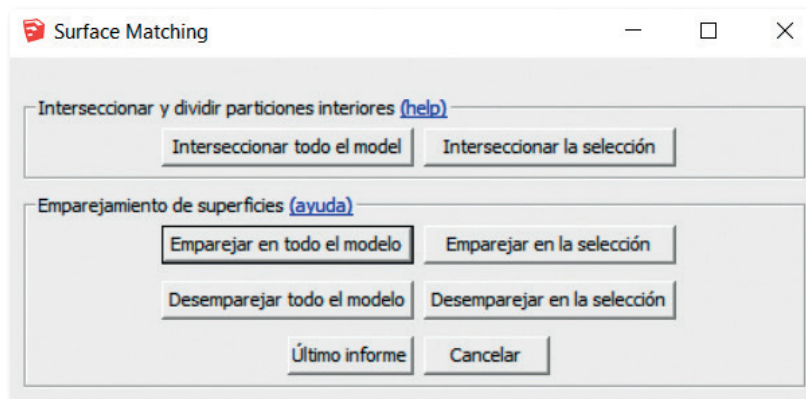 Surface Matching
Interseccionar y dividir particiones interiores (help)
Interseccionar todo el model Interseccionar la selección
Emparejamiento de superficies (ayuda)
Emparejar en todo el modelo Emparejar en la selección
Desemparejar todo el modelo Desemparejar en la selección
Último informe Cancelar